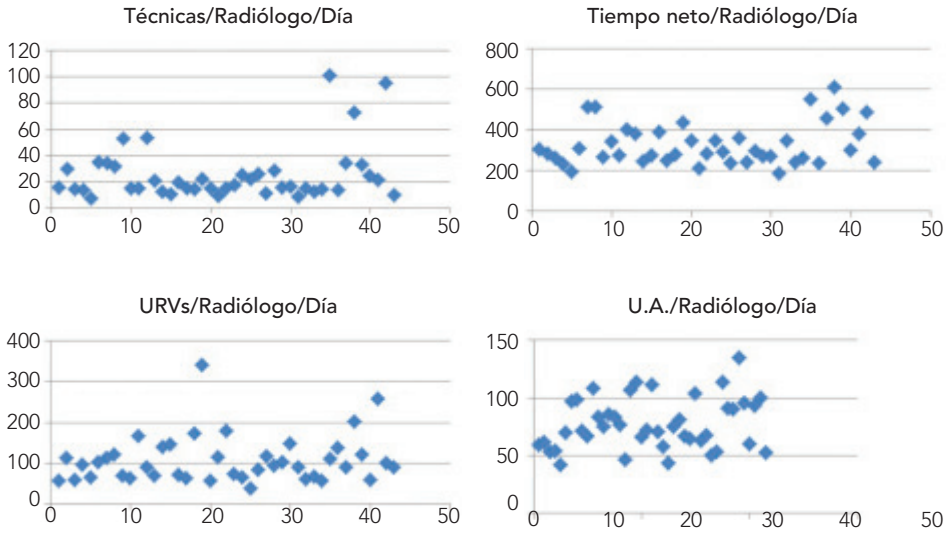 Técnicas/Radiólogo/Día
120
100
80
60
40
20
0
0 10 20 30 40 50
Tiempo neto/Radiólogo/Día
800
600
400
200
0
0 10 20 30 40 50
URVs/Radiólogo/Día
400
300
200
100
0
0 10 20 30 40 50
U.A./Radiólogo/Día
150
100
50
0
0 10 20 30 40 50